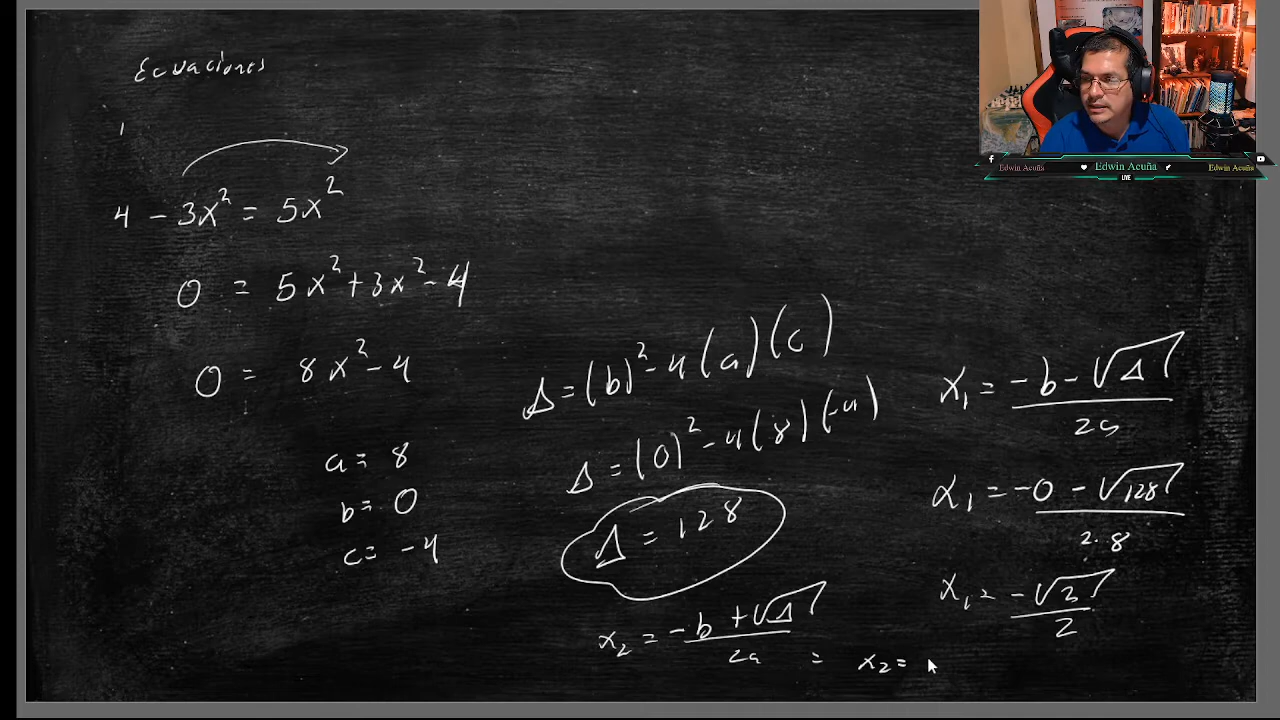 Ecuaciones
4 - 3x² = 5x²
0 = 5x² + 3x² - 4
0 = 8x² - 4
a = 8
b = 0
c = -4
Δ = (b)² - 4(a)(c)
Δ = (0)² - 4(8)(-4)
Δ = 128
x₂ = -b + √Δ / 2a = x₂ =
x₁ = -b - √Δ / 2a
x₁ = -0 - √128 / 2·8
x₁ = -√2 / 2
Edwin Acuña Edwin Acuña Edwin Acuña
LIVE